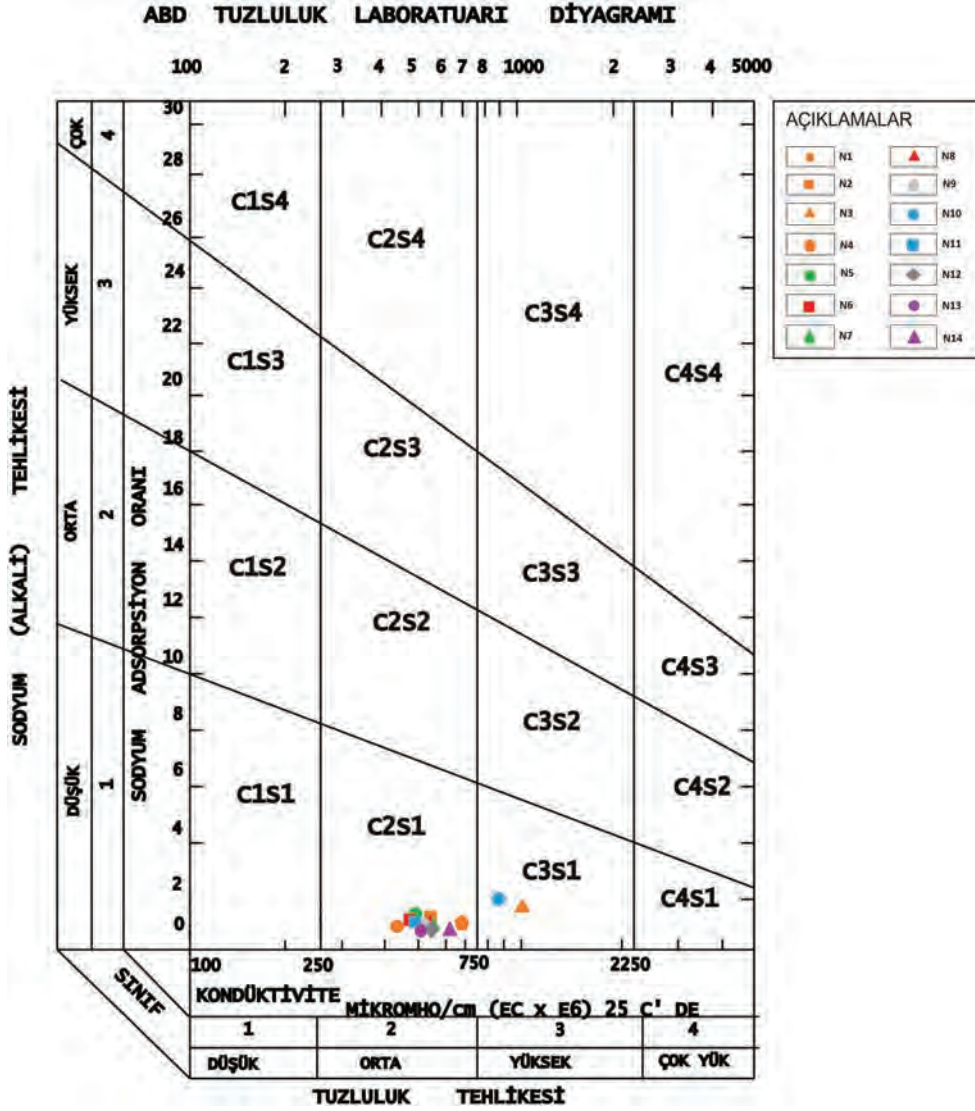 ABD TUZLULUK LABORATUARI DİYAGRAMI
100 2 3 4 5 6 7 8 1000 2 3 4 5000
AÇIKLAMALAR
N1 N8
N2 N9
N3 N10
N4 N11
N5 N12
N6 N13
N7 N14
SODYUM (ALKALİ) TEHLİKESİ
ÇOK
YÜKSEK
ORTA
DÜŞÜK
4
3
2
1
SODYUM ADSORPSİYON ORANI
30
28
26
24
22
20
18
16
14
12
10
8
6
4
2
0
C1S4
C2S4
C3S4
C4S4
C1S3
C2S3
C3S3
C4S3
C1S2
C2S2
C3S2
C4S2
C1S1
C2S1
C3S1
C4S1
100 250 750 2250
SINIF
KONDÜKTİVİTE MİKROMHO/cm (EC x E6) 25 C' DE
1 2 3 4
DÜŞÜK ORTA YÜKSEK ÇOK YÜK
TUZLULUK TEHLİKESİ